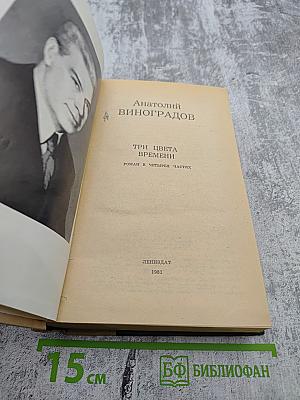 Анатолий
ВИНОГРАДОВ
ТРИ ЦВЕТА
ВРЕМЕНИ
РОМАН В ЧЕТЫРЕХ ЧАСТЯХ
ЛЕНИЗДАТ
1981
15 см
БФ БИБЛИОФАН